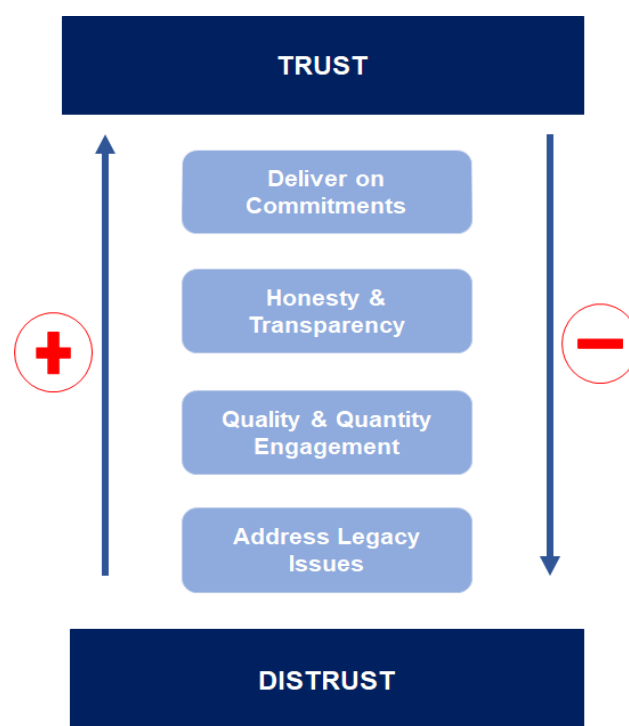 TRUST
Deliver on
Commitments
Honesty &
Transparency
Quality & Quantity
Engagement
Address Legacy
Issues
DISTRUST